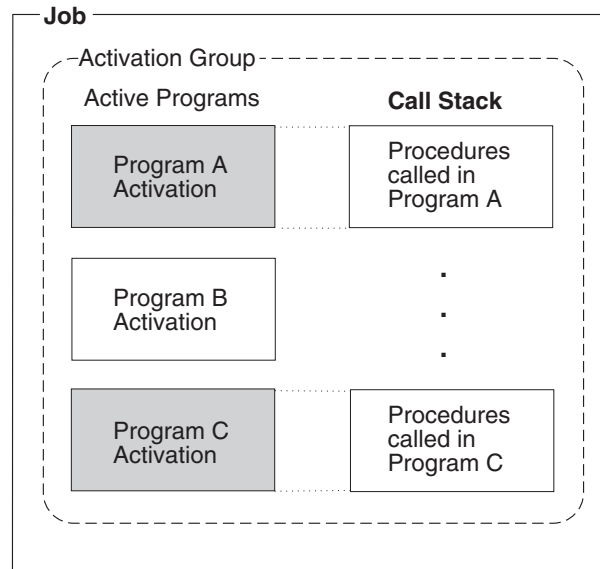 Job
Activation Group
Active Programs
Call Stack
Program A
Activation
Procedures
called in
Program A
Program B
Activation
.
.
.
Program C
Activation
Procedures
called in
Program C